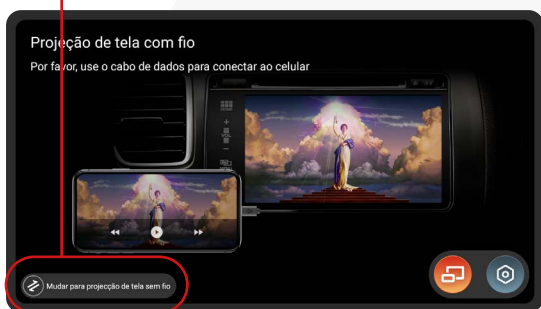 Projeção de tela com fio
Por favor, use o cabo de dados para conectar ao celular
VOL
Mudar para projecção de tela sem fio